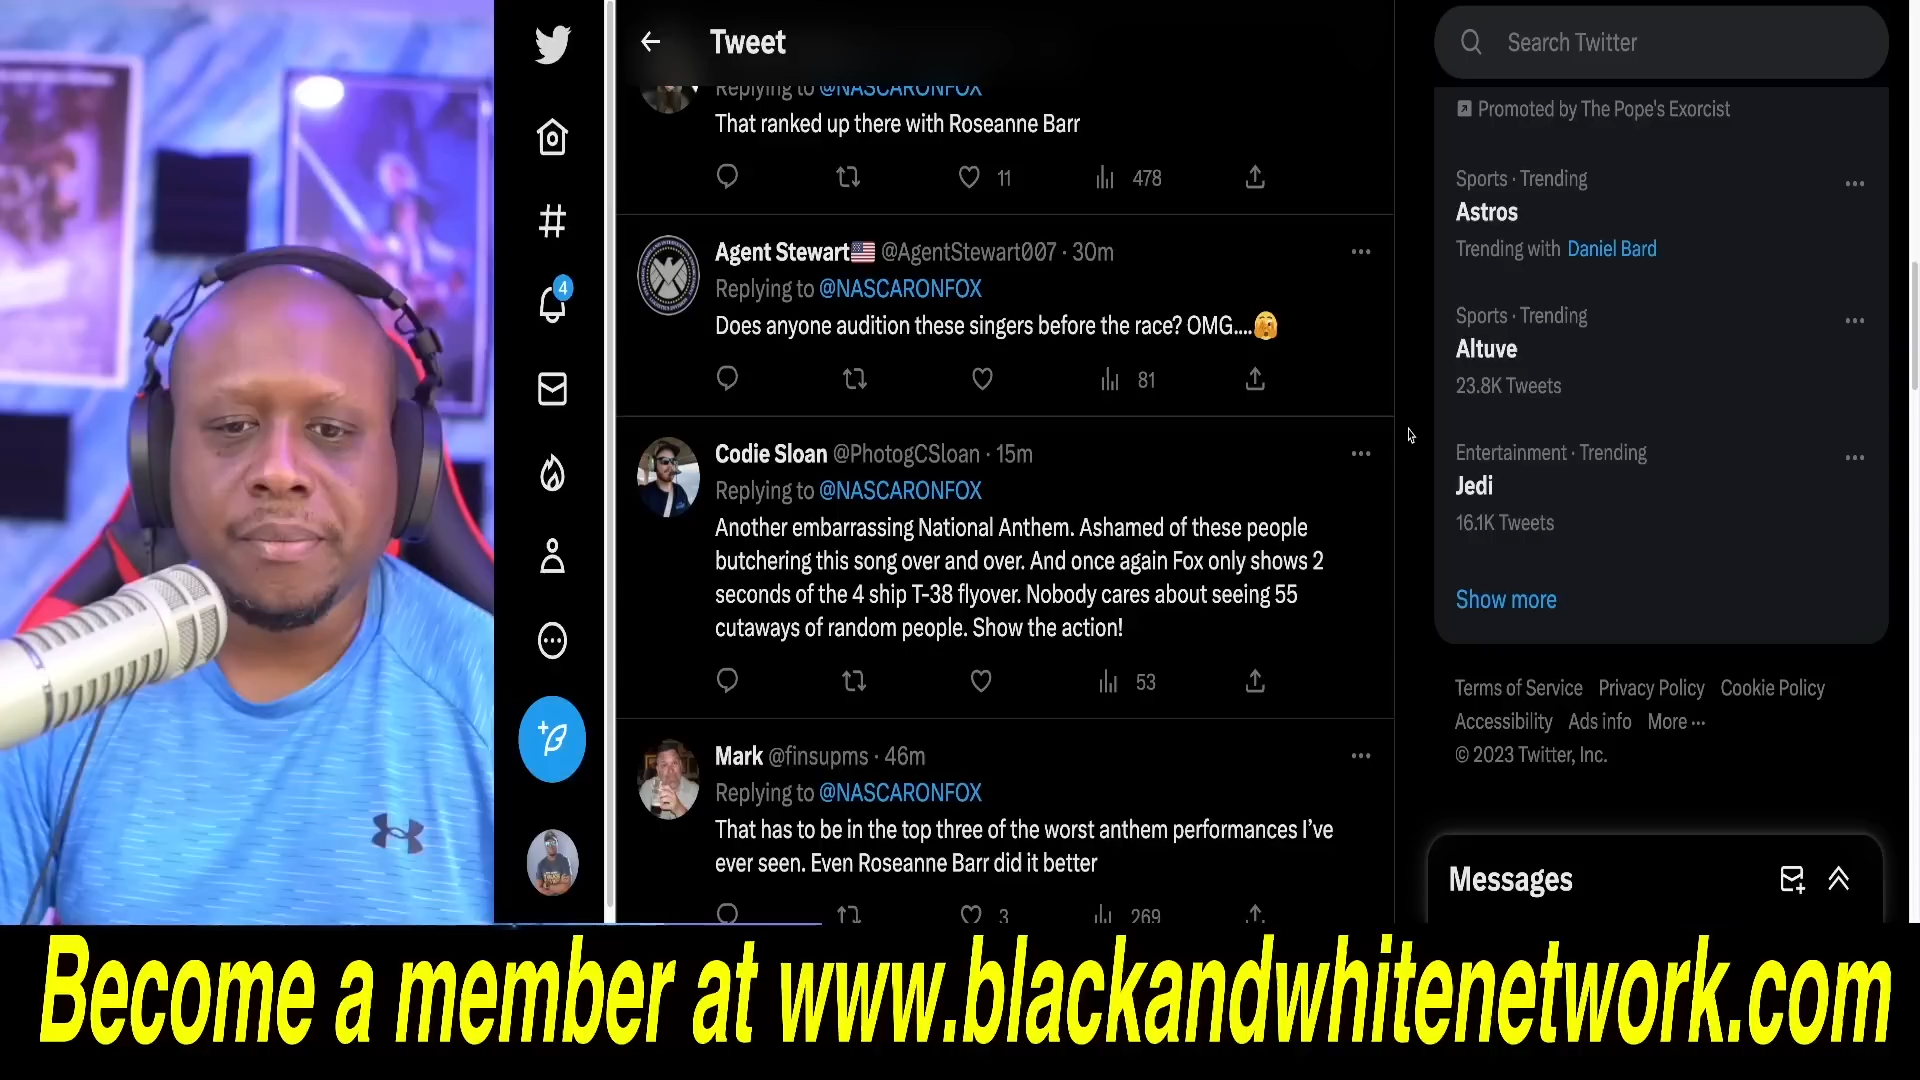 Tweet
Replying to @NASCARONFOX
That ranked up there with Roseanne Barr
11 478
Agent Stewart🇺🇸 @AgentStewart007 · 30m
Replying to @NASCARONFOX
Does anyone audition these singers before the race? OMG....🫣
81
Codie Sloan @PhotogCSloan · 15m
Replying to @NASCARONFOX
Another embarrassing National Anthem. Ashamed of these people
butchering this song over and over. And once again Fox only shows 2
seconds of the 4 ship T-38 flyover. Nobody cares about seeing 55
cutaways of random people. Show the action!
53
Mark @finsupms · 46m
Replying to @NASCARONFOX
That has to be in the top three of the worst anthem performances I’ve
ever seen. Even Roseanne Barr did it better
3 269
4
Search Twitter
Promoted by The Pope's Exorcist
Sports · Trending
Astros
Trending with Daniel Bard
Sports · Trending
Altuve
23.8K Tweets
Entertainment · Trending
Jedi
16.1K Tweets
Show more
Terms of Service Privacy Policy Cookie Policy
Accessibility Ads info More ···
© 2023 Twitter, Inc.
Messages
Become a member at www.blackandwhitenetwork.com